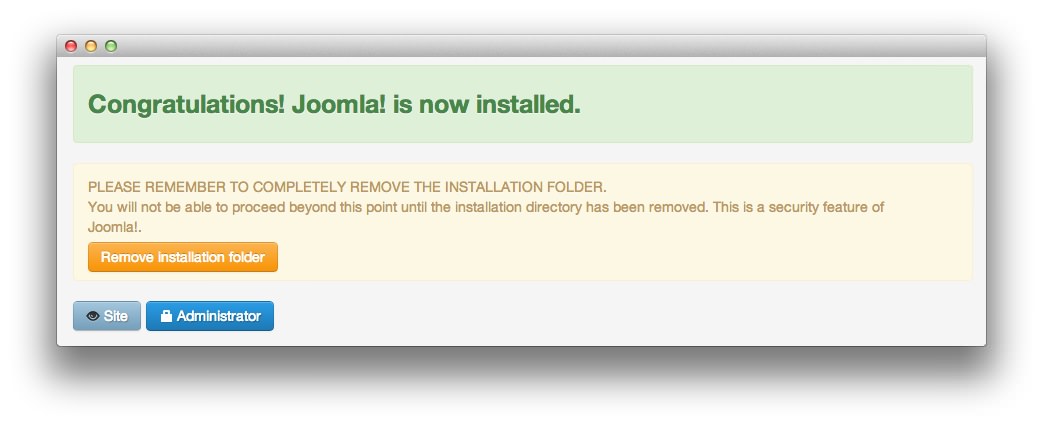 Congratulations! Joomla! is now installed.
PLEASE REMEMBER TO COMPLETELY REMOVE THE INSTALLATION FOLDER.
You will not be able to proceed beyond this point until the installation directory has been removed. This is a security feature of
Joomla!.
Remove installation folder
Site
Administrator